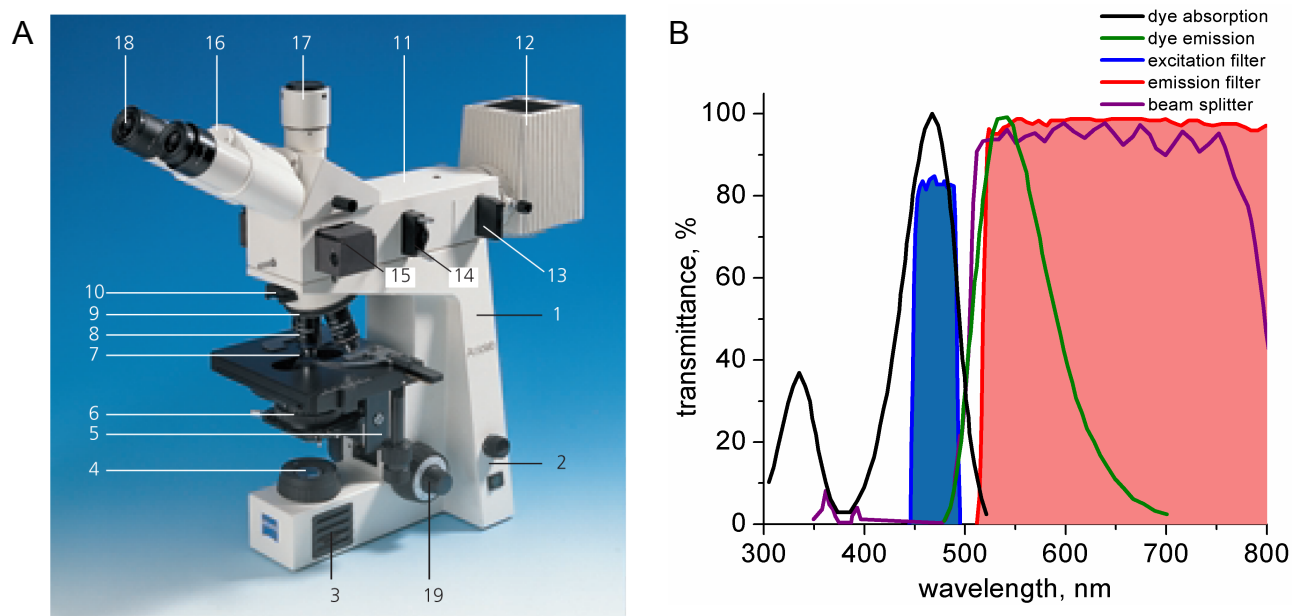 A
18
16
17
11
12
10
9
8
7
6
5
4
3
15
14
13
1
2
19
B
dye absorption
dye emission
excitation filter
emission filter
beam splitter
transmittance, %
100
80
60
40
20
0
300 400 500 600 700 800
wavelength, nm